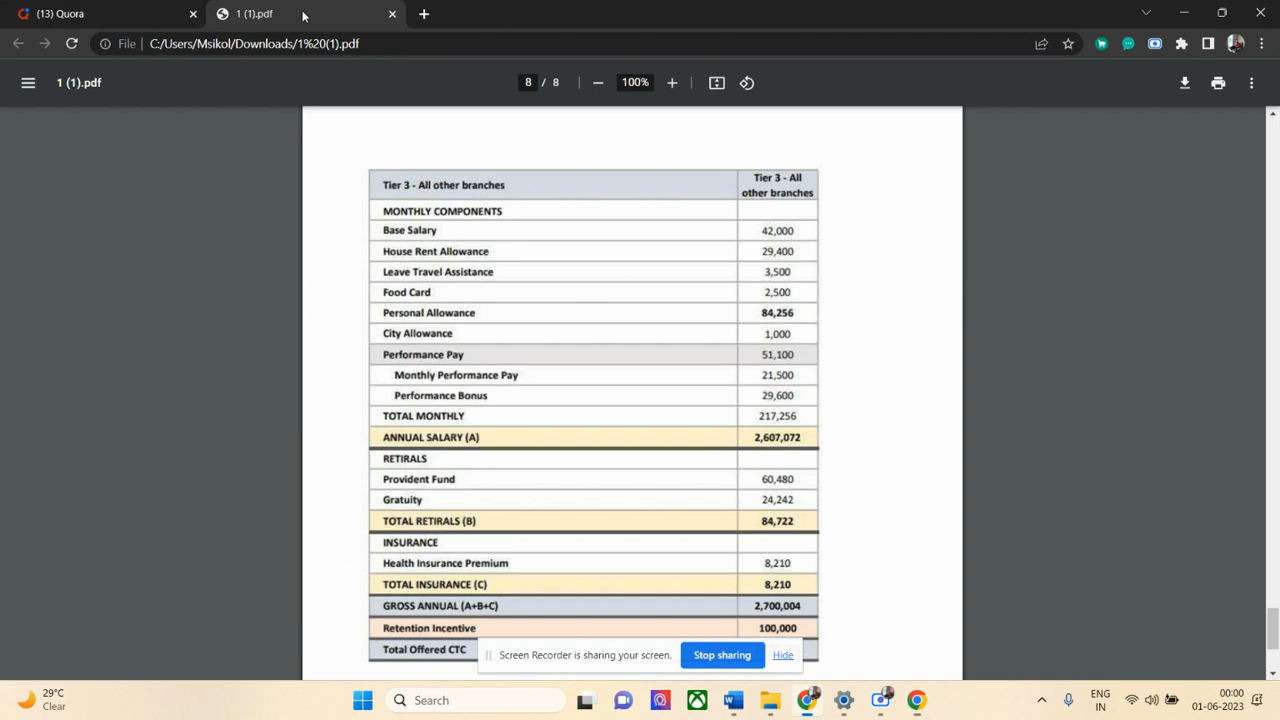 (13) Quora
1 (1).pdf
File C:/Users/Msikol/Downloads/1%20(1).pdf
1 (1).pdf 8 / 8 100%
Tier 3 - All other branches Tier 3 - All other branches
MONTHLY COMPONENTS
Base Salary 42,000
House Rent Allowance 29,400
Leave Travel Assistance 3,500
Food Card 2,500
Personal Allowance 84,256
City Allowance 1,000
Performance Pay 51,100
Monthly Performance Pay 21,500
Performance Bonus 29,600
TOTAL MONTHLY 217,256
ANNUAL SALARY (A) 2,607,072
RETIRALS
Provident Fund 60,480
Gratuity 24,242
TOTAL RETIRALS (B) 84,722
INSURANCE
Health Insurance Premium 8,210
TOTAL INSURANCE (C) 8,210
GROSS ANNUAL (A+B+C) 2,700,004
Retention Incentive 100,000
Total Offered CTC
Screen Recorder is sharing your screen. Stop sharing Hide
29°C
Clear
Search
ENG
IN
00:00
01-06-2023